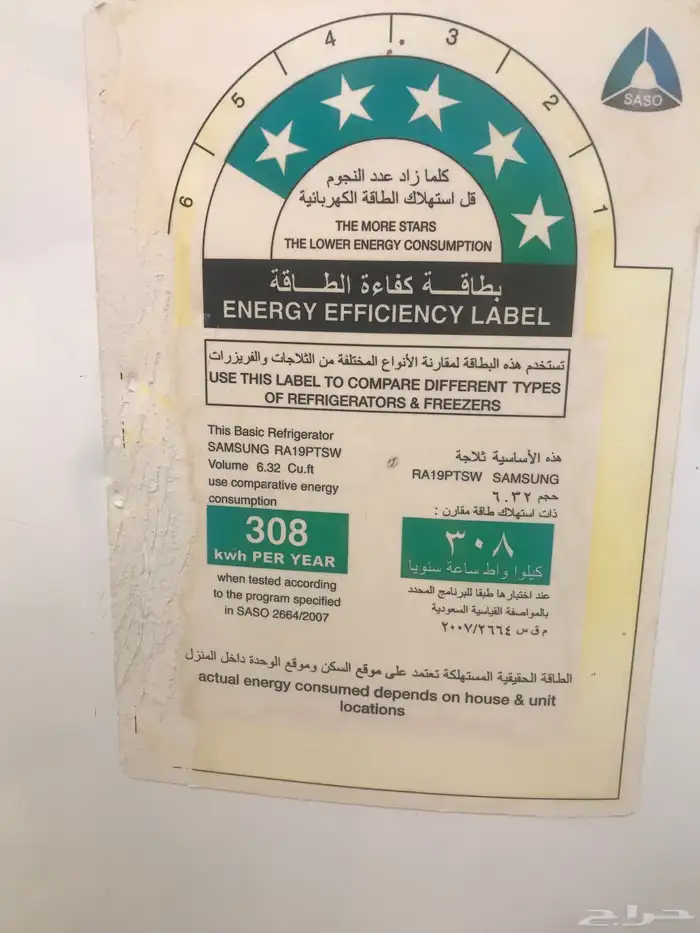 SASO
1
2
3
4
5
6
كلما زاد عدد النجوم
قل استهلاك الطاقة الكهربائية
THE MORE STARS
THE LOWER ENERGY CONSUMPTION
بطاقـــة كفاءة الطـــاقة
ENERGY EFFICIENCY LABEL
تستخدم هذه البطاقة لمقارنة الأنواع المختلفة من الثلاجات والفريزرات
USE THIS LABEL TO COMPARE DIFFERENT TYPES
OF REFRIGERATORS & FREEZERS
This Basic Refrigerator
SAMSUNG RA19PTSW
Volume 6.32 Cu.ft
use comparative energy
consumption
308
kwh PER YEAR
when tested according
to the program specified
in SASO 2664/2007
هذه الأساسية ثلاجة
RA19PTSW SAMSUNG
حجم ٦.٣٢
ذات استهلاك طاقة مقارن :
٣٠٨
كيلوا واط ساعة سنويا
عند اختبارها طبقا للبرنامج المحدد
بالمواصفة القياسية السعودية
م ق س ٢٠٠٧/٢٦٦٤
الطاقة الحقيقية المستهلكة تعتمد على موقع السكن وموقع الوحدة داخل المنزل
actual energy consumed depends on house & unit
locations
حراج